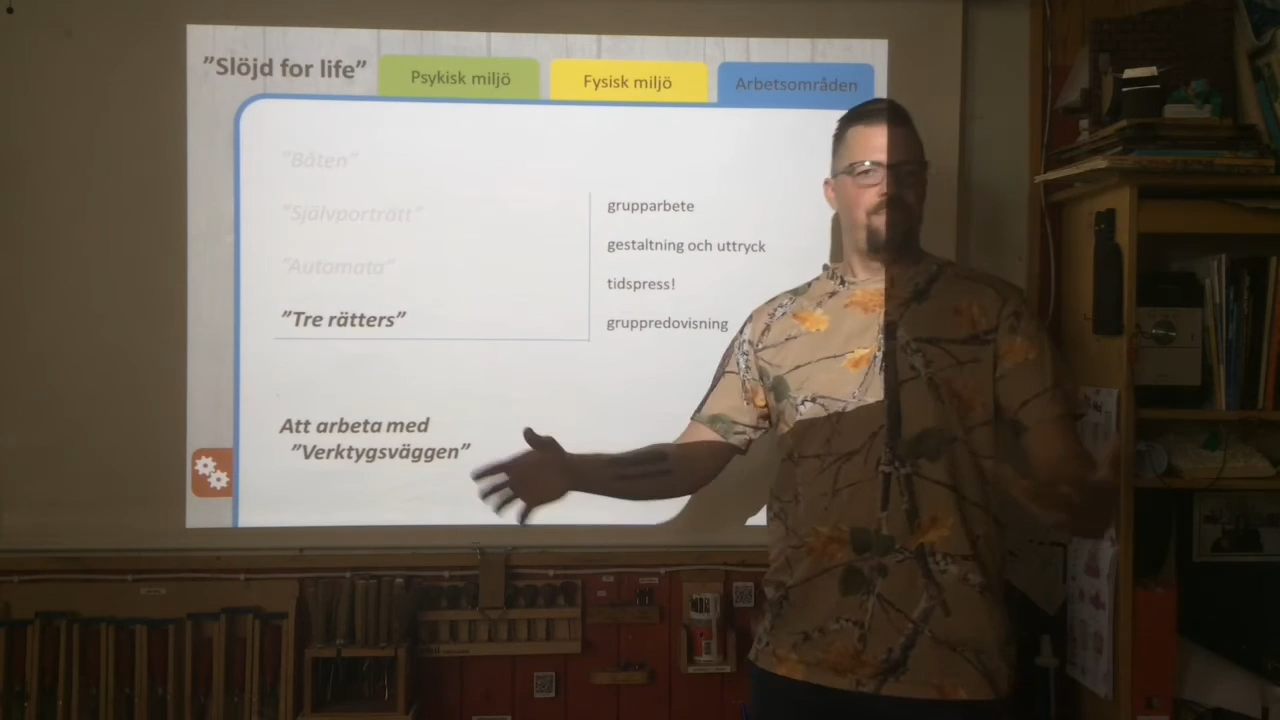 "Slöjd for life"
Psykisk miljö
Fysisk miljö
Arbetsområden
"Båten"
"Självporträtt"
"Automata"
"Tre rätters"
grupparbete
gestaltning och uttryck
tidspress!
gruppredovisning
Att arbeta med
"Verktygsväggen"